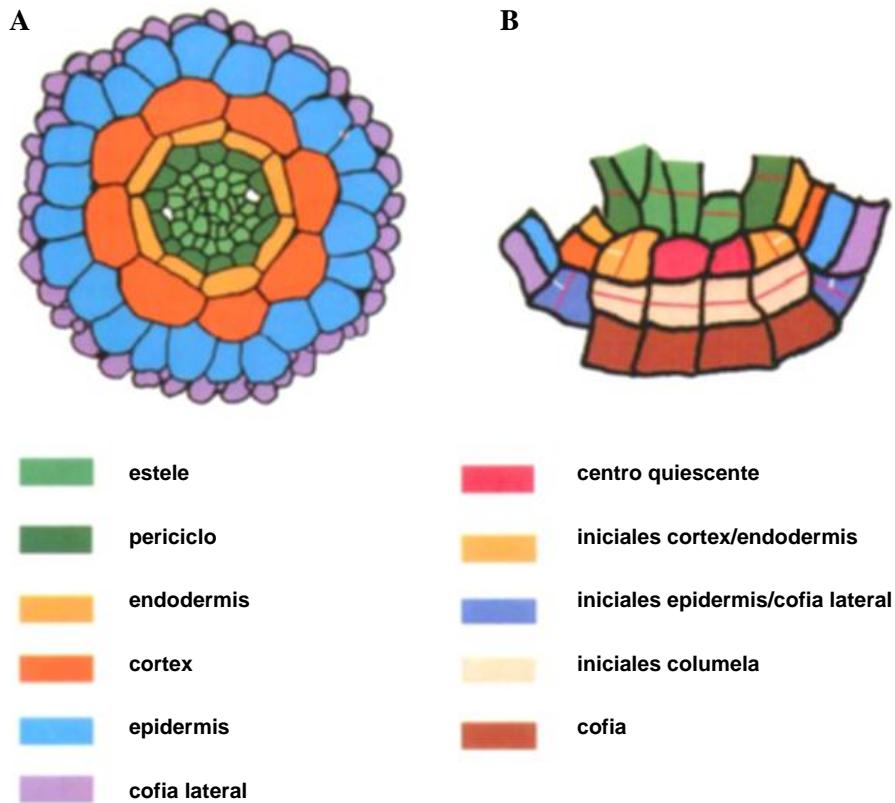 A
B
estele
periciclo
endodermis
cortex
epidermis
cofia lateral
centro quiescente
iniciales cortex/endodermis
iniciales epidermis/cofia lateral
iniciales columela
cofia